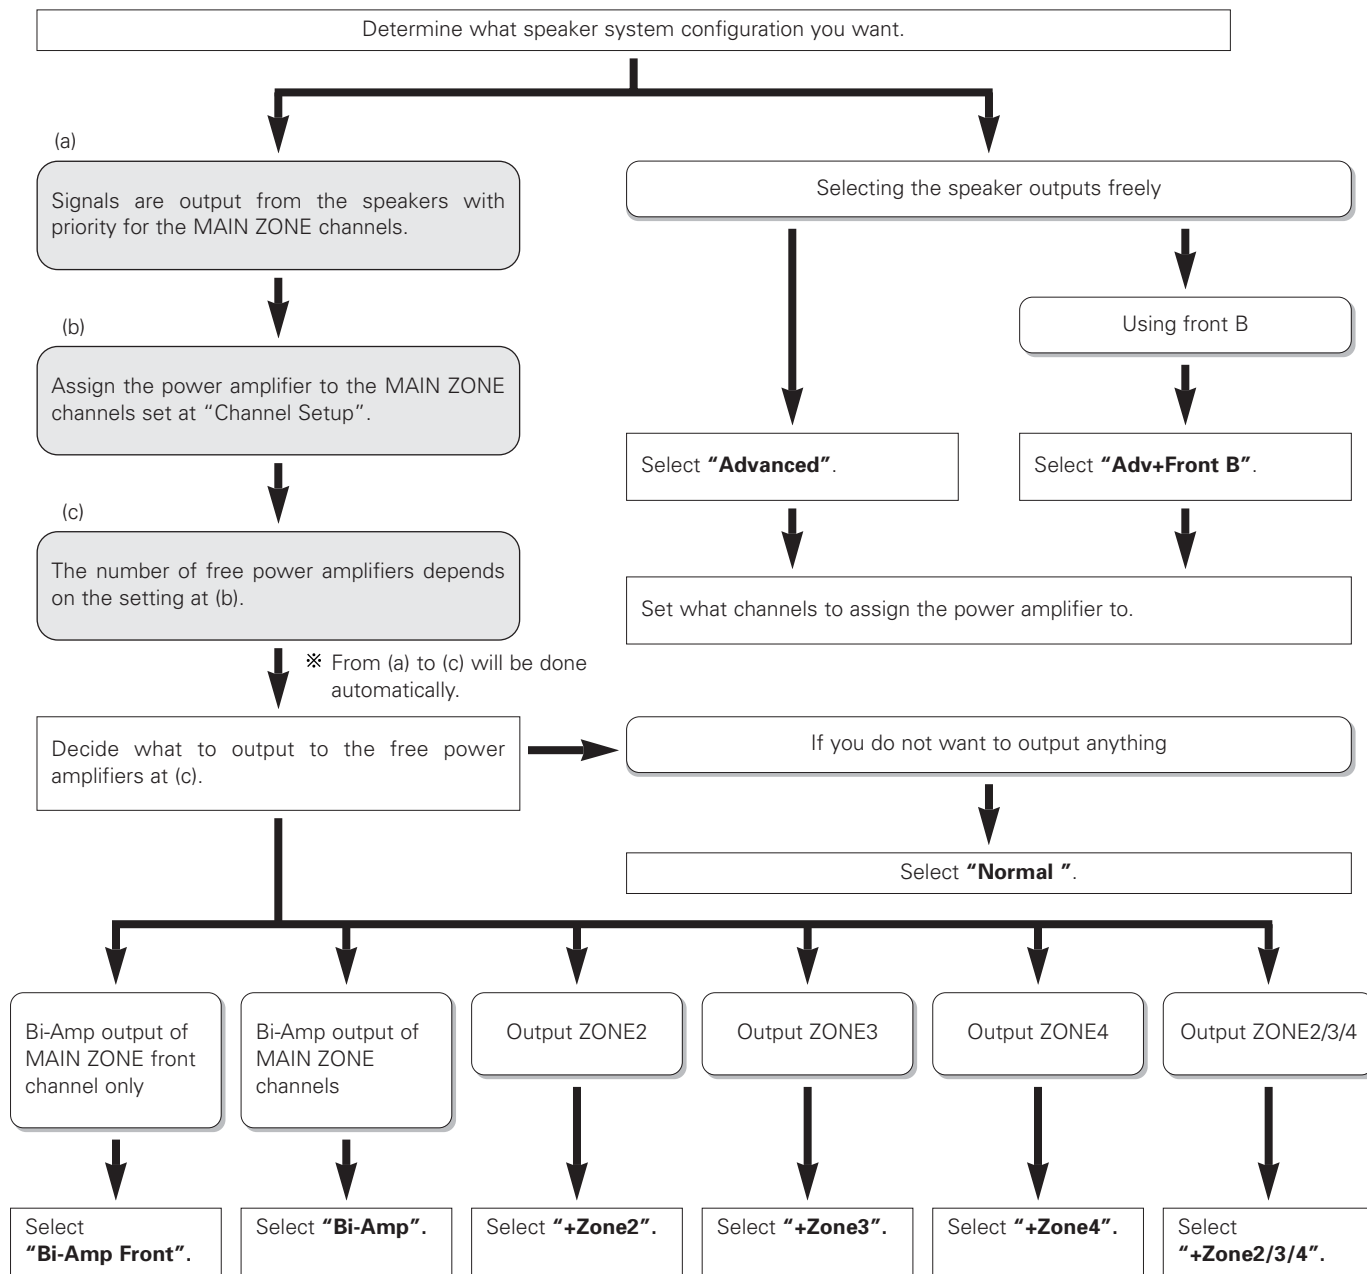 Determine what speaker system configuration you want.
(a)
Signals are output from the speakers with
priority for the MAIN ZONE channels.
Selecting the speaker outputs freely
(b)
Using front B
Assign the power amplifier to the MAIN ZONE
channels set at “Channel Setup”.
Select “Advanced”.
Select “Adv+Front B”.
(c)
The number of free power amplifiers depends
on the setting at (b).
Set what channels to assign the power amplifier to.
※ From (a) to (c) will be done
automatically.
Decide what to output to the free power
amplifiers at (c).
If you do not want to output anything
Select “Normal ”.
Bi-Amp output of
MAIN ZONE front
channel only
Bi-Amp output of
MAIN ZONE
channels
Output ZONE2
Output ZONE3
Output ZONE4
Output ZONE2/3/4
Select
“Bi-Amp Front”.
Select “Bi-Amp”.
Select “+Zone2”.
Select “+Zone3”.
Select “+Zone4”.
Select
“+Zone2/3/4”.